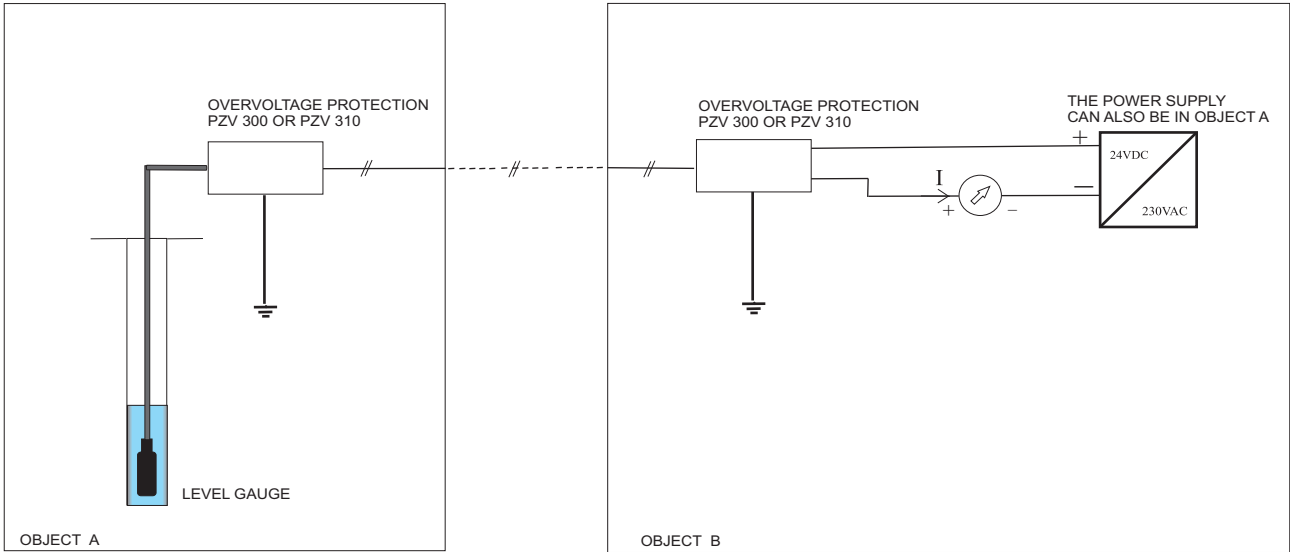 OVERVOLTAGE PROTECTION
PZV 300 OR PZV 310
LEVEL GAUGE
OBJECT A
OVERVOLTAGE PROTECTION
PZV 300 OR PZV 310
THE POWER SUPPLY
CAN ALSO BE IN OBJECT A
+
24VDC
I
—
+
–
230VAC
OBJECT B